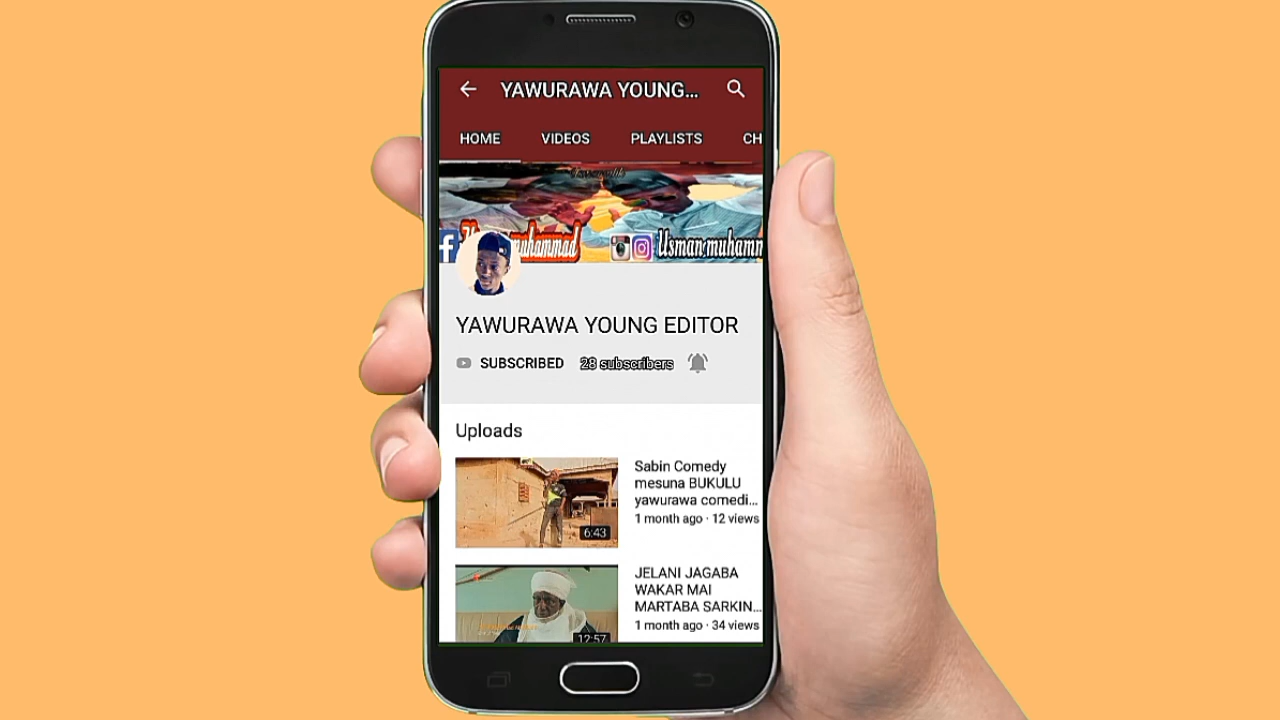 YAWURAWA YOUNG...
HOME VIDEOS PLAYLISTS CH
muhammad Usman muhamm
YAWURAWA YOUNG EDITOR
SUBSCRIBED 28 subscribers
Uploads
Sabin Comedy
mesuna BUKULU
yawurawa comedi...
1 month ago · 12 views
6:43
JELANI JAGABA
WAKAR MAI
MARTABA SARKIN...
1 month ago · 34 views
12:57